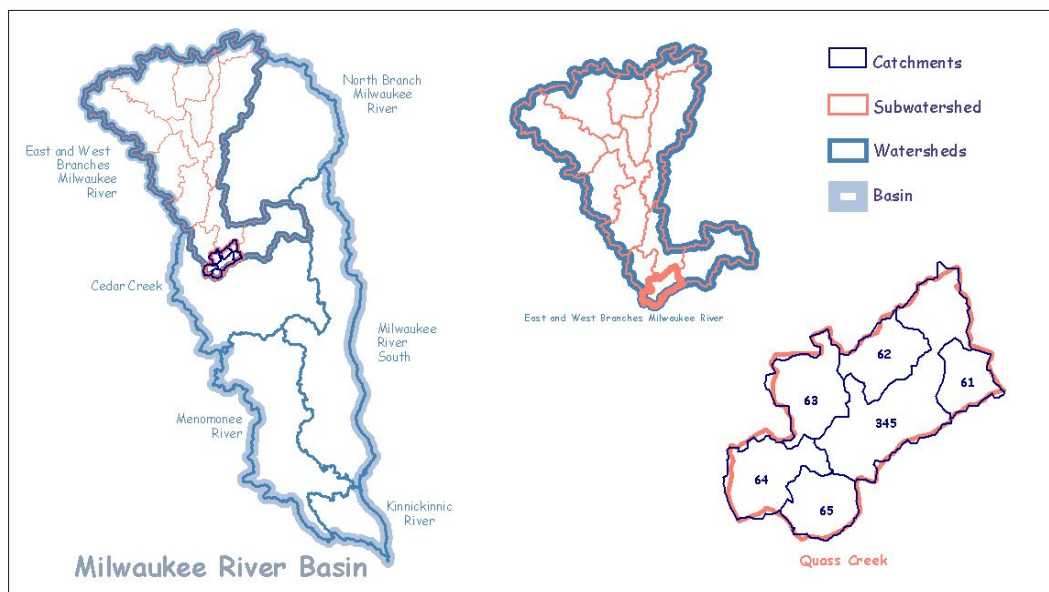 North Branch
Milwaukee
River
East and West
Branches
Milwaukee
River
Cedar Creek
Milwaukee
River
South
Menomonee
River
Kinnickinnic
River
Milwaukee River Basin
East and West Branches Milwaukee River
Catchments
Subwatershed
Watersheds
Basin
62
61
63
345
64
65
Quass Creek